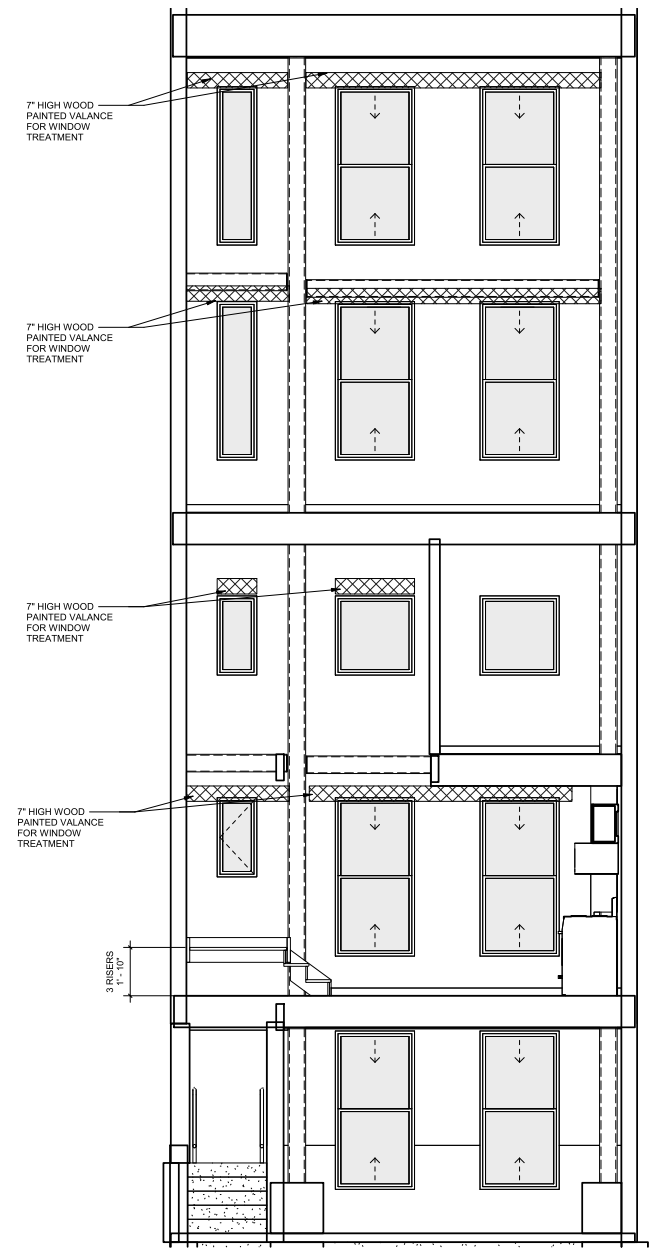 7" HIGH WOOD
PAINTED VALANCE
FOR WINDOW
TREATMENT
7" HIGH WOOD
PAINTED VALANCE
FOR WINDOW
TREATMENT
7" HIGH WOOD
PAINTED VALANCE
FOR WINDOW
TREATMENT
7" HIGH WOOD
PAINTED VALANCE
FOR WINDOW
TREATMENT
3 RISERS
1' - 10"